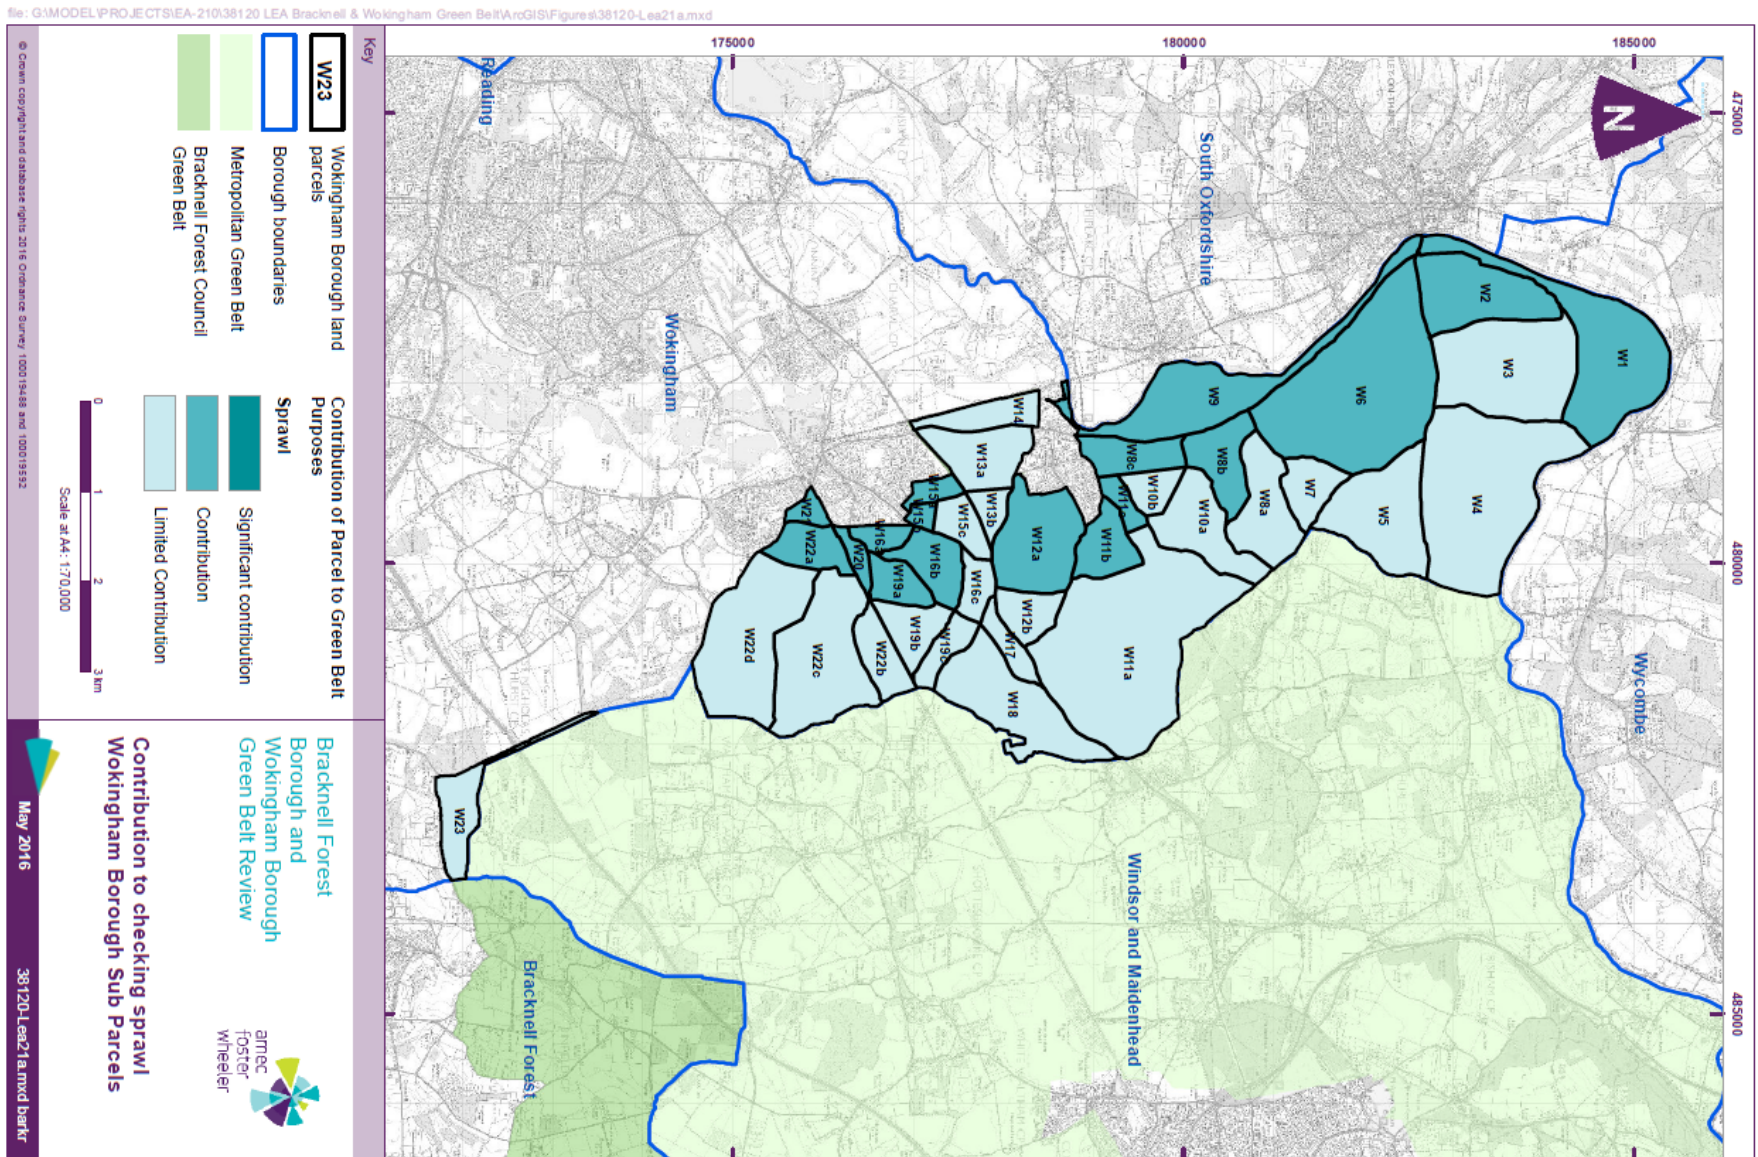 file: G:\MODEL\PROJECTS\EA-210\38120 LEA Bracknell & Wokingham Green Belt\ArcGIS\Figures\38120-Lea21a.mxd
475000
480000
485000
185000
180000
175000
N
South Oxfordshire
Wycombe
Reading
Wokingham
Windsor and Maidenhead
Bracknell Forest
W1
W2
W3
W4
W5
W6
W7
W8a
W8b
W8c
W9
W10a
W10b
W11a
W11b
W12a
W12b
W13a
W13b
W14
W15c
W16b
W16c
W17
W18
W19a
W19b
W20
W21
W22a
W22b
W22c
W22d
W23
Key
W23
Wokingham Borough land
parcels
Borough boundaries
Metropolitan Green Belt
Bracknell Forest Council
Green Belt
Contribution of Parcel to Green Belt
Purposes
Sprawl
Significant contribution
Contribution
Limited Contribution
0
1
2
3 km
Scale at A4: 1:70,000
© Crown copyright and database rights 2016 Ordnance Survey 100019488 and 100019592
Bracknell Forest
Borough and
Wokingham Borough
Green Belt Review
amec
foster
wheeler
Contribution to checking sprawl
Wokingham Borough Sub Parcels
May 2016
38120-Lea21a.mxd barkr